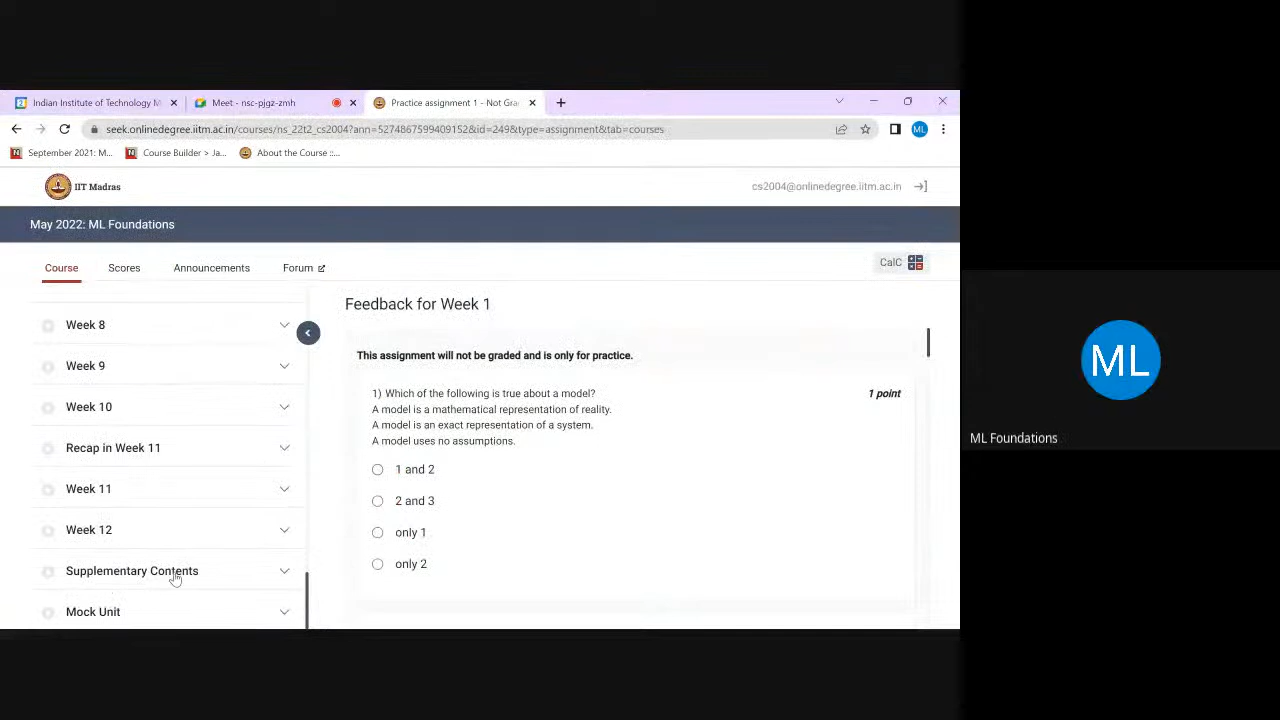 Indian Institute of Technology M
Meet - nsc-pjgz-zmh
Practice assignment 1 - Not Gra
seek.onlinedegree.iitm.ac.in/courses/ns_22t2_cs2004?ann=5274867599409152&id=249&type=assignment&tab=courses
ML
September 2021: M...
Course Builder > Ja...
About the Course ::...
IIT Madras
cs2004@onlinedegree.iitm.ac.in
May 2022: ML Foundations
Course
Scores
Announcements
Forum
CalC
Week 8
Week 9
Week 10
Recap in Week 11
Week 11
Week 12
Supplementary Contents
Mock Unit
Feedback for Week 1
This assignment will not be graded and is only for practice.
1) Which of the following is true about a model?
1 point
A model is a mathematical representation of reality.
A model is an exact representation of a system.
A model uses no assumptions.
1 and 2
2 and 3
only 1
only 2
ML
ML Foundations